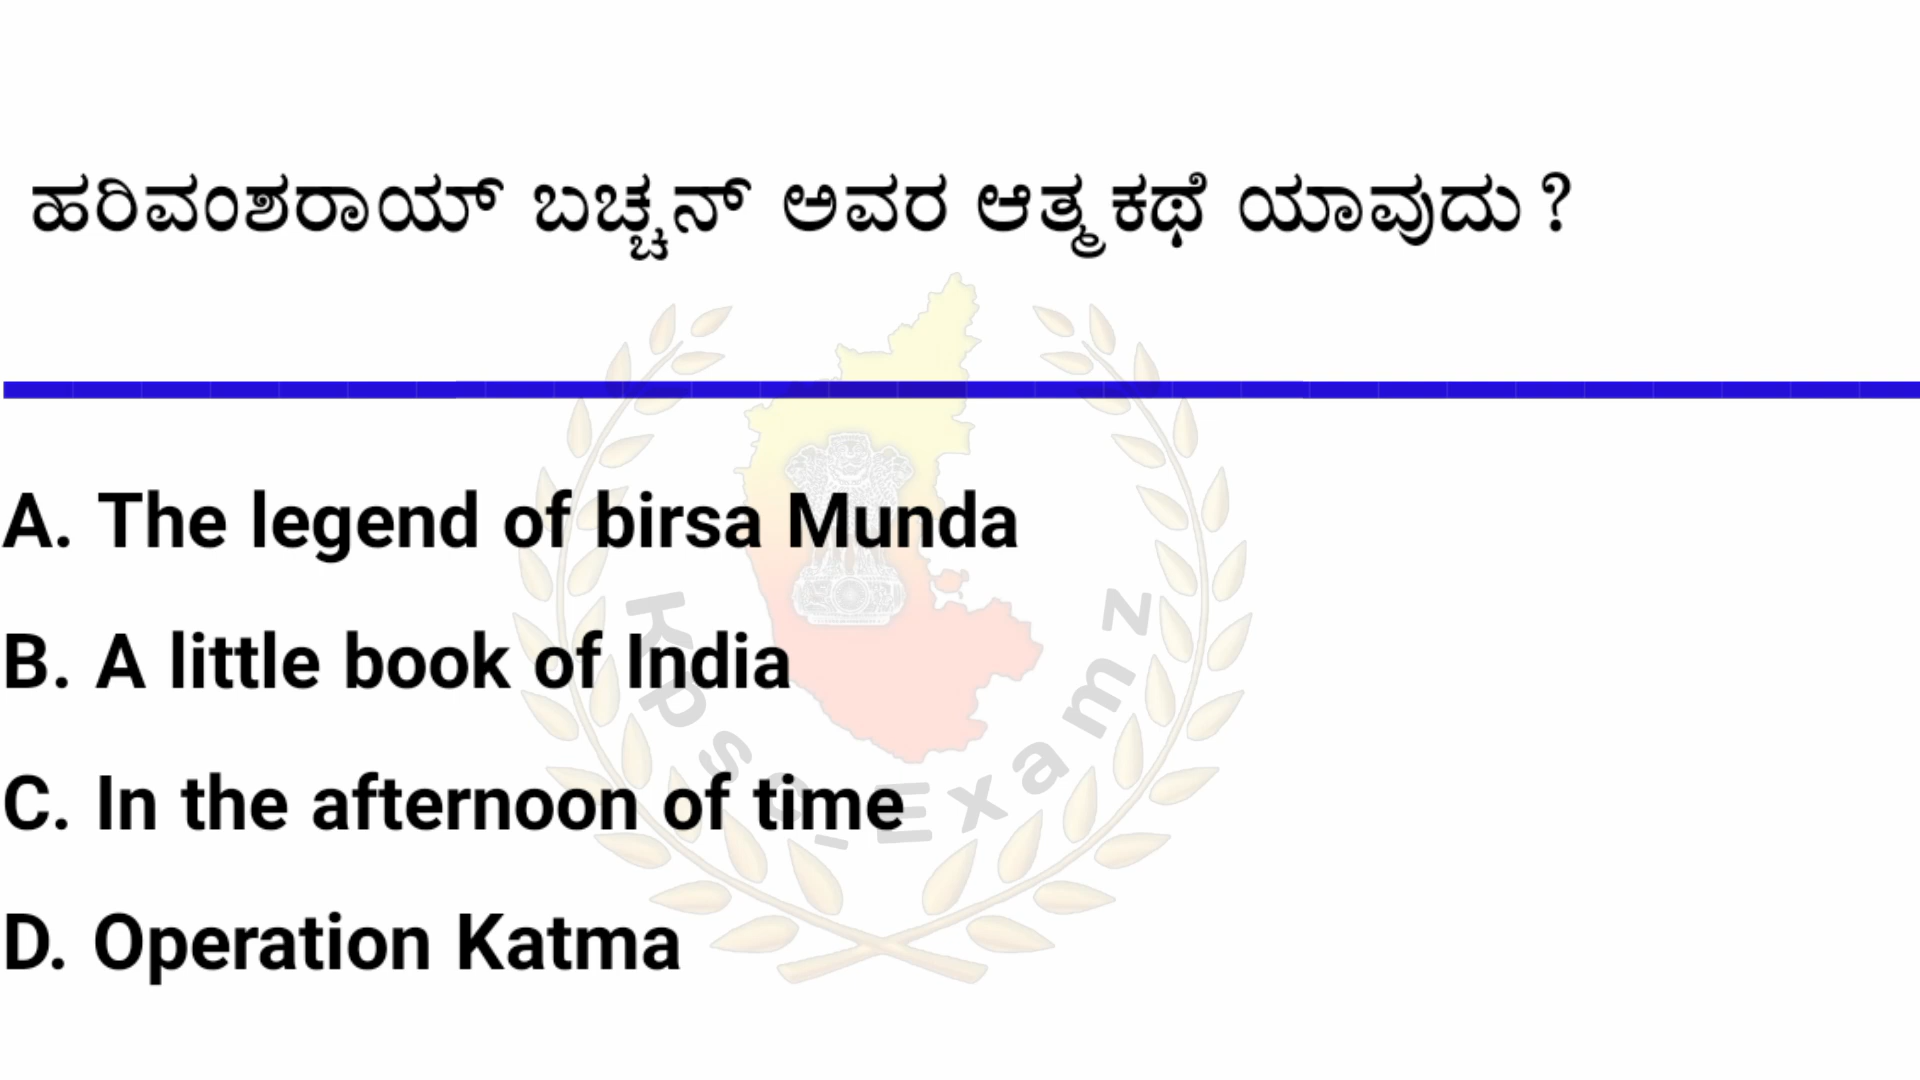 ಹರಿವಂಶರಾಯ್ ಬಚ್ಚನ್ ಅವರ ಆತ್ಮಕಥೆ ಯಾವುದು?
A. The legend of birsa Munda
B. A little book of India
C. In the afternoon of time
D. Operation Katma
Kpsc_Examz